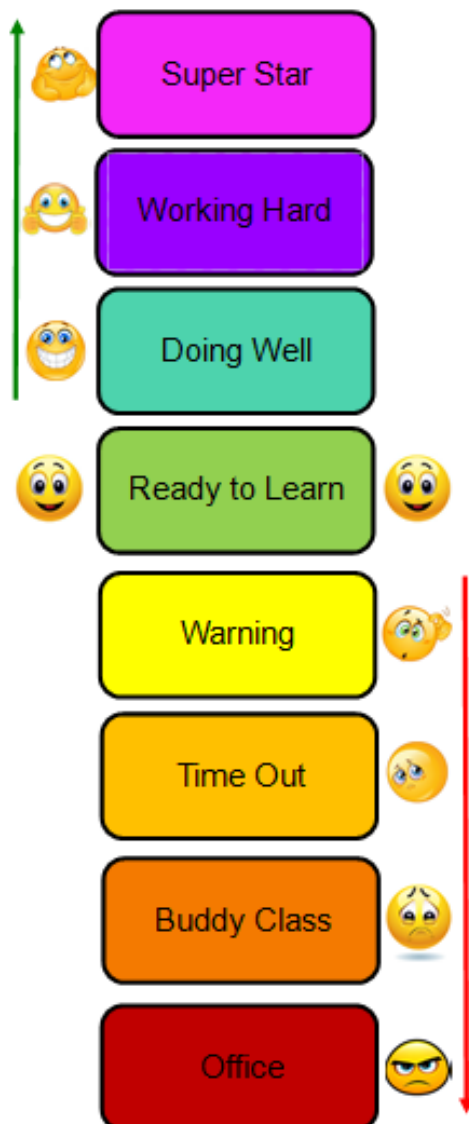 Super Star
Working Hard
Doing Well
Ready to Learn
Warning
Time Out
Buddy Class
Office